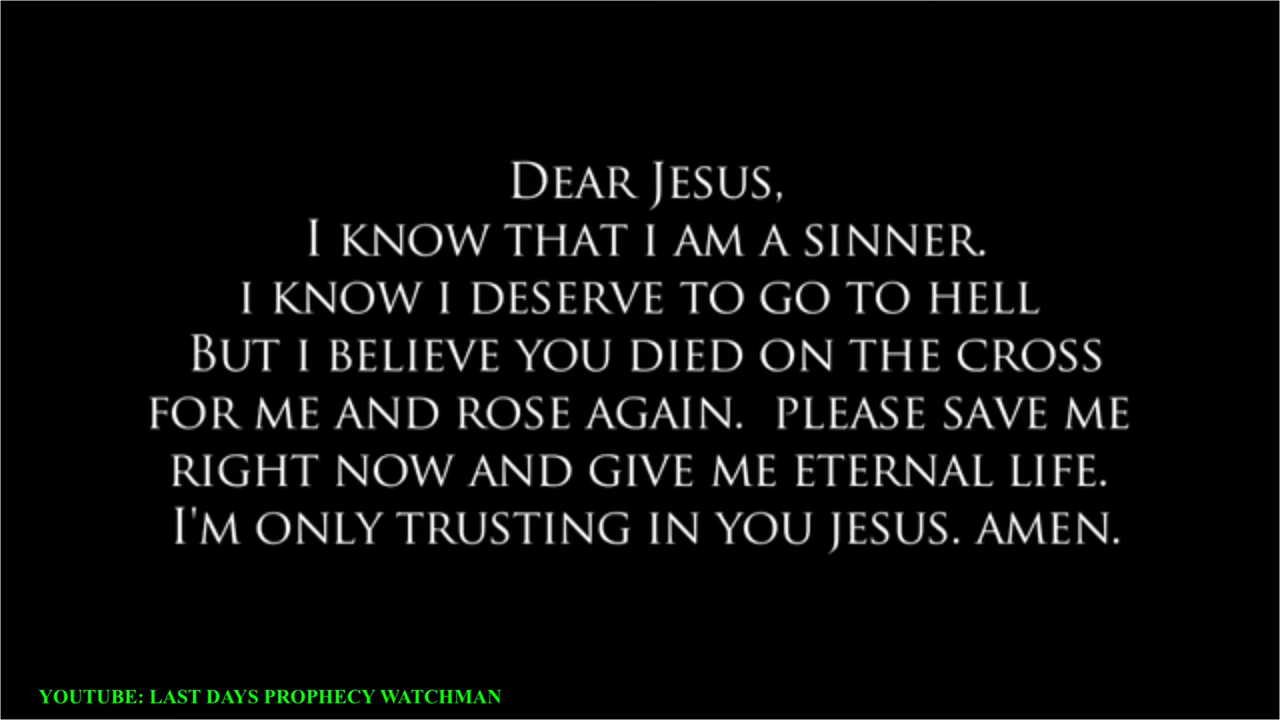 Dear Jesus,
I know that i am a sinner.
i know i deserve to go to hell
But i believe you died on the cross
for me and rose again.  please save me
right now and give me eternal life.
I'm only trusting in you jesus. amen.
YOUTUBE: LAST DAYS PROPHECY WATCHMAN